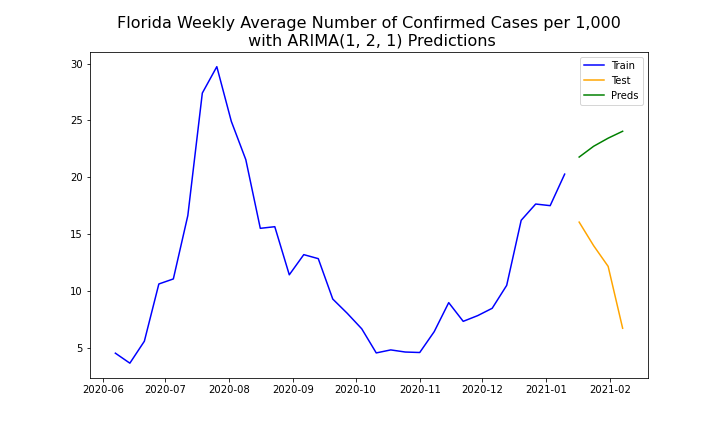 Florida Weekly Average Number of Confirmed Cases per 1,000
with ARIMA(1, 2, 1) Predictions
30
25
20
15
10
5
Train
Test
Preds
2020-06 2020-07 2020-08 2020-09 2020-10 2020-11 2020-12 2021-01 2021-02